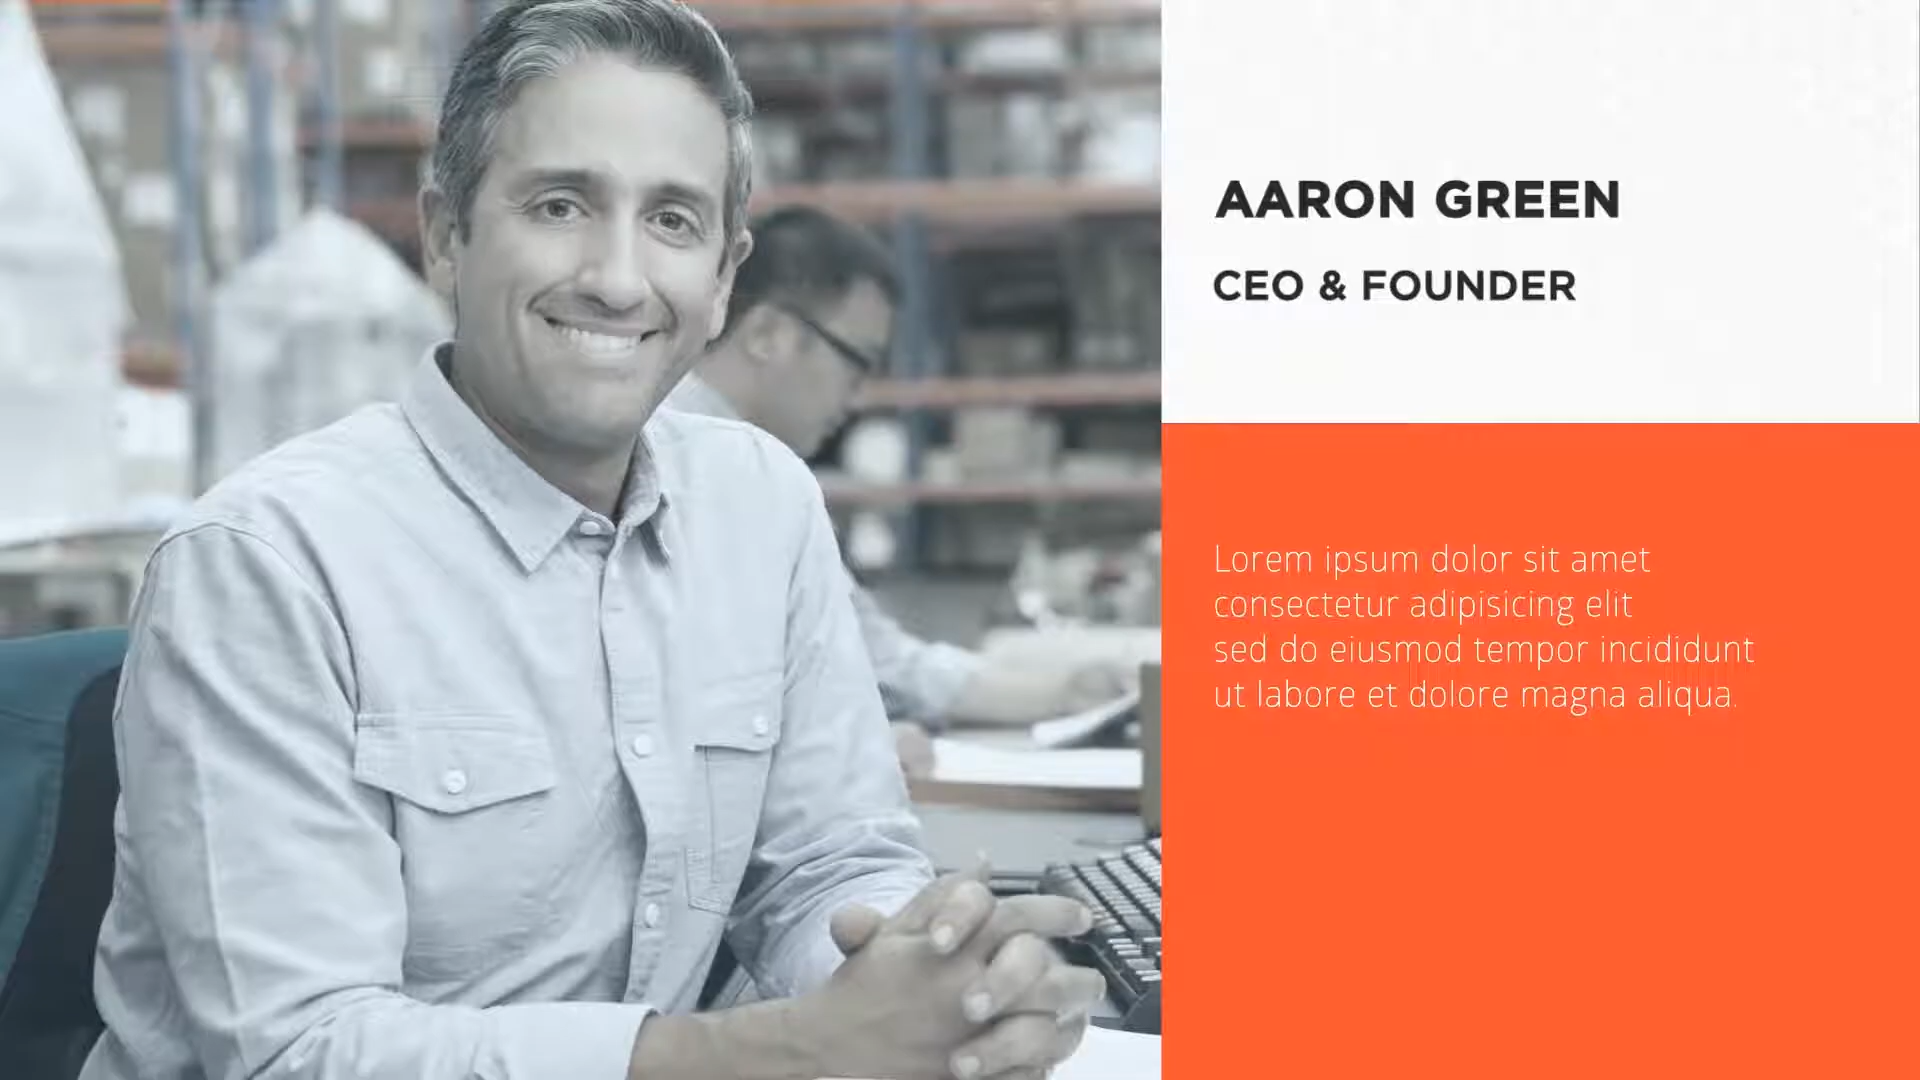 AARON GREEN
CEO & FOUNDER
Lorem ipsum dolor sit amet
consectetur adipisicing elit
sed do eiusmod tempor incididunt
ut labore et dolore magna aliqua.